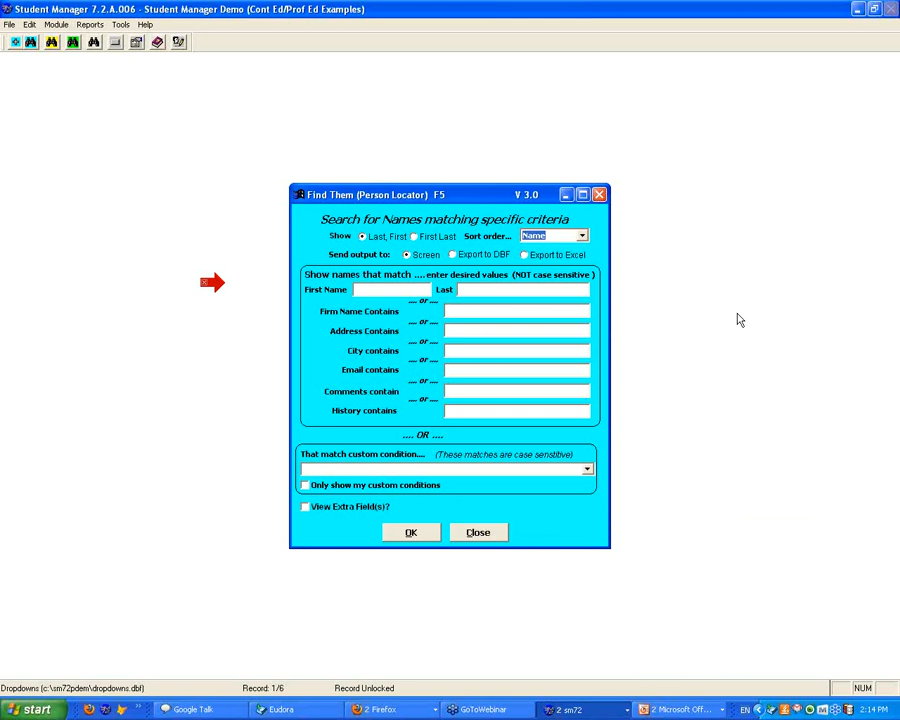 Student Manager 7.2.A.006 - Student Manager Demo (Cont Ed/Prof Ed Examples)
File Edit Module Reports Tools Help
Find Them (Person Locator) F5 V 3.0
Search for Names matching specific criteria
Show Last, First First Last Sort order... Name
Send output to: Screen Export to DBF Export to Excel
Show names that match ....enter desired values (NOT case sensitive )
First Name Last
.... or ....
Firm Name Contains
.... or ....
Address Contains
.... or ....
City contains
.... or ....
Email contains
.... or ....
Comments contain
.... or ....
History contains
.... OR ....
That match custom condition.... (These matches are case sensitive)
Only show my custom conditions
View Extra Field(s)?
OK Close
Dropdowns (c:\sm72pdem\dropdowns.dbf) Record: 1/6 Record Unlocked NUM
start Google Talk Eudora 2 Firefox GoToWebinar 2 sm72 2 Microsoft Off... EN 2:14 PM